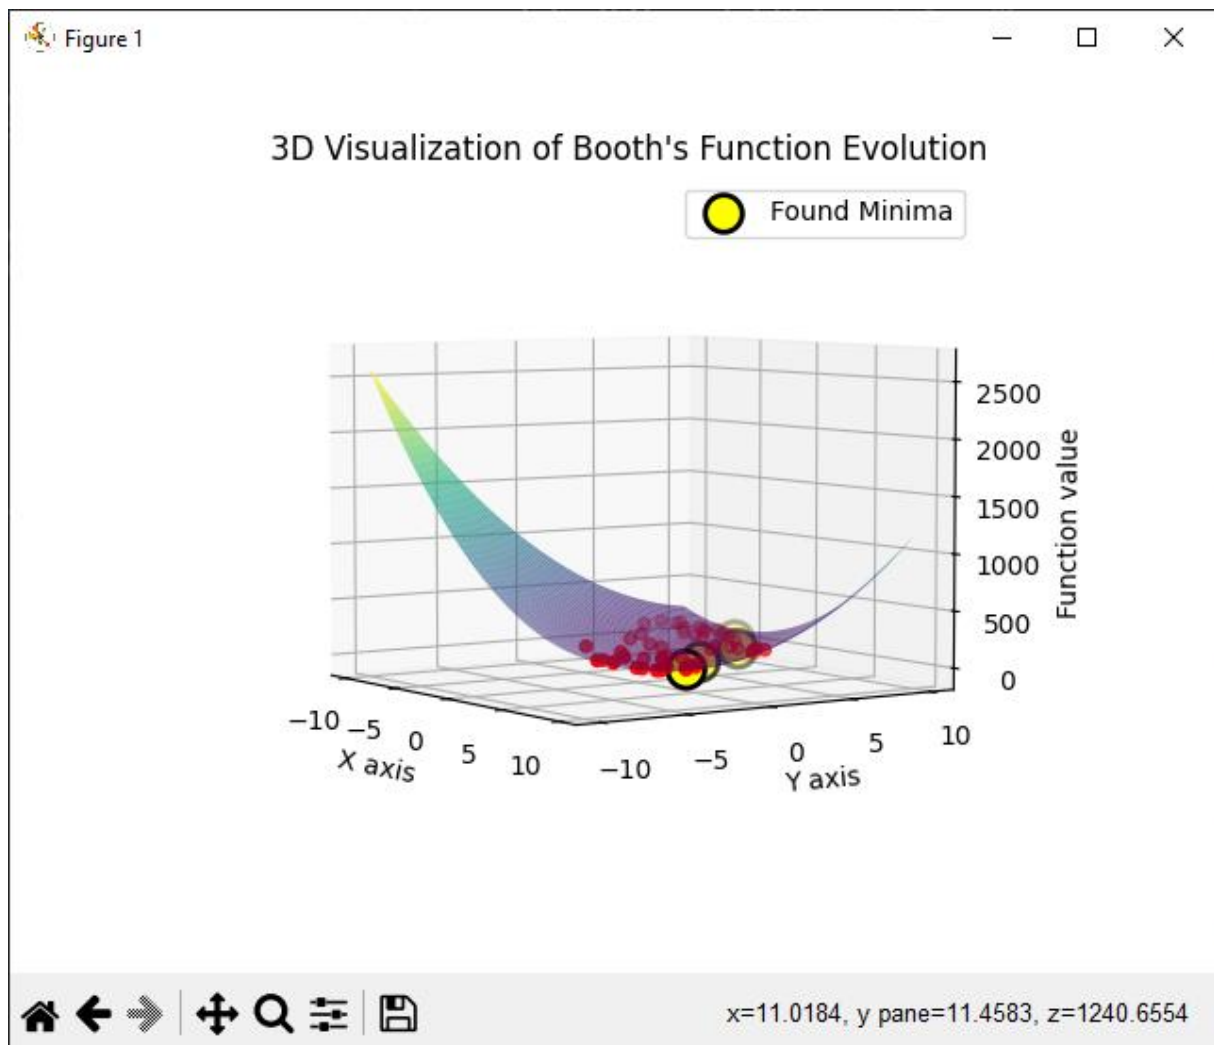 Figure 1
3D Visualization of Booth's Function Evolution
Found Minima
2500
2000
1500
1000
500
0
Function value
−10
−5
0
5
10
X axis
−10
−5
0
5
10
Y axis
x=11.0184, y pane=11.4583, z=1240.6554